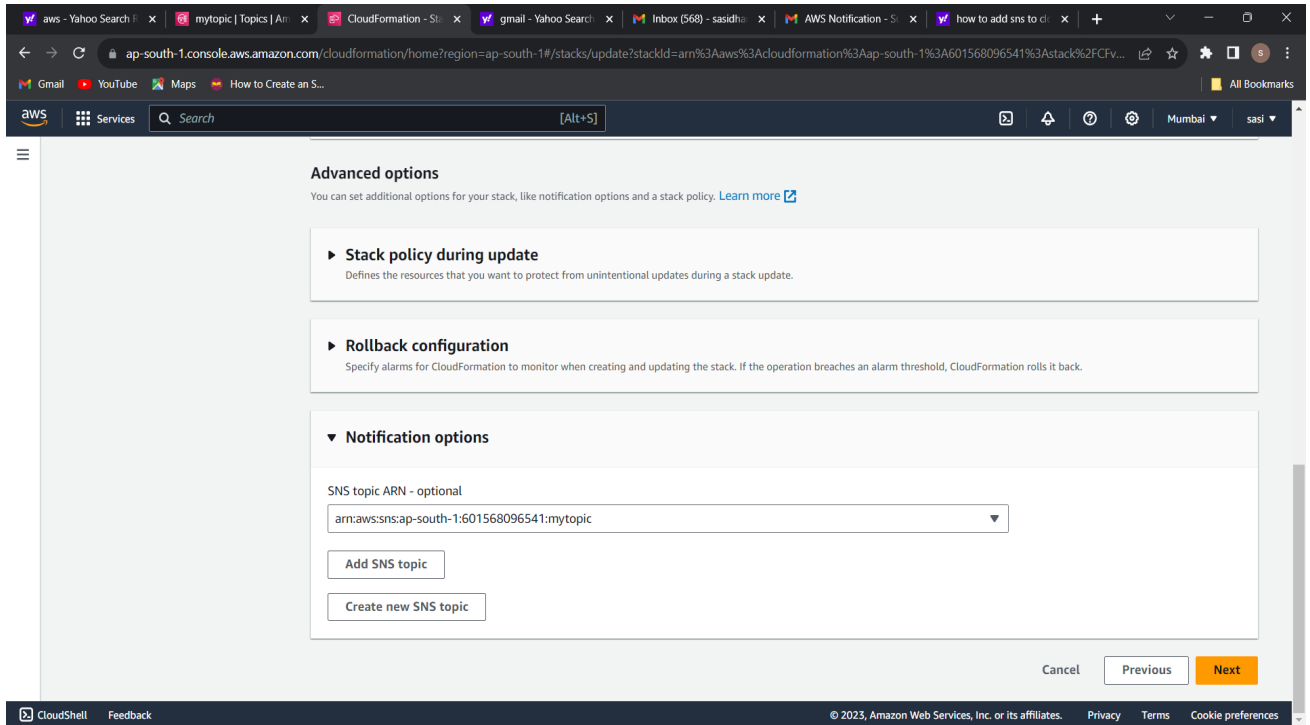 aws - Yahoo Search R
mytopic | Topics | Am
CloudFormation - Sta
gmail - Yahoo Search
Inbox (568) - sasidha
AWS Notification - Su
how to add sns to clo
ap-south-1.console.aws.amazon.com/cloudformation/home?region=ap-south-1#/stacks/update?stackId=arn%3Aaws%3Acloudformation%3Aap-south-1%3A601568096541%3Astack%2FCFv...
S
Gmail
YouTube
Maps
How to Create an S...
All Bookmarks
aws
Services
Search
[Alt+S]
Mumbai
sasi
Advanced options
You can set additional options for your stack, like notification options and a stack policy. Learn more
Stack policy during update
Defines the resources that you want to protect from unintentional updates during a stack update.
Rollback configuration
Specify alarms for CloudFormation to monitor when creating and updating the stack. If the operation breaches an alarm threshold, CloudFormation rolls it back.
Notification options
SNS topic ARN - optional
arn:aws:sns:ap-south-1:601568096541:mytopic
Add SNS topic
Create new SNS topic
Cancel
Previous
Next
CloudShell
Feedback
© 2023, Amazon Web Services, Inc. or its affiliates.
Privacy
Terms
Cookie preferences